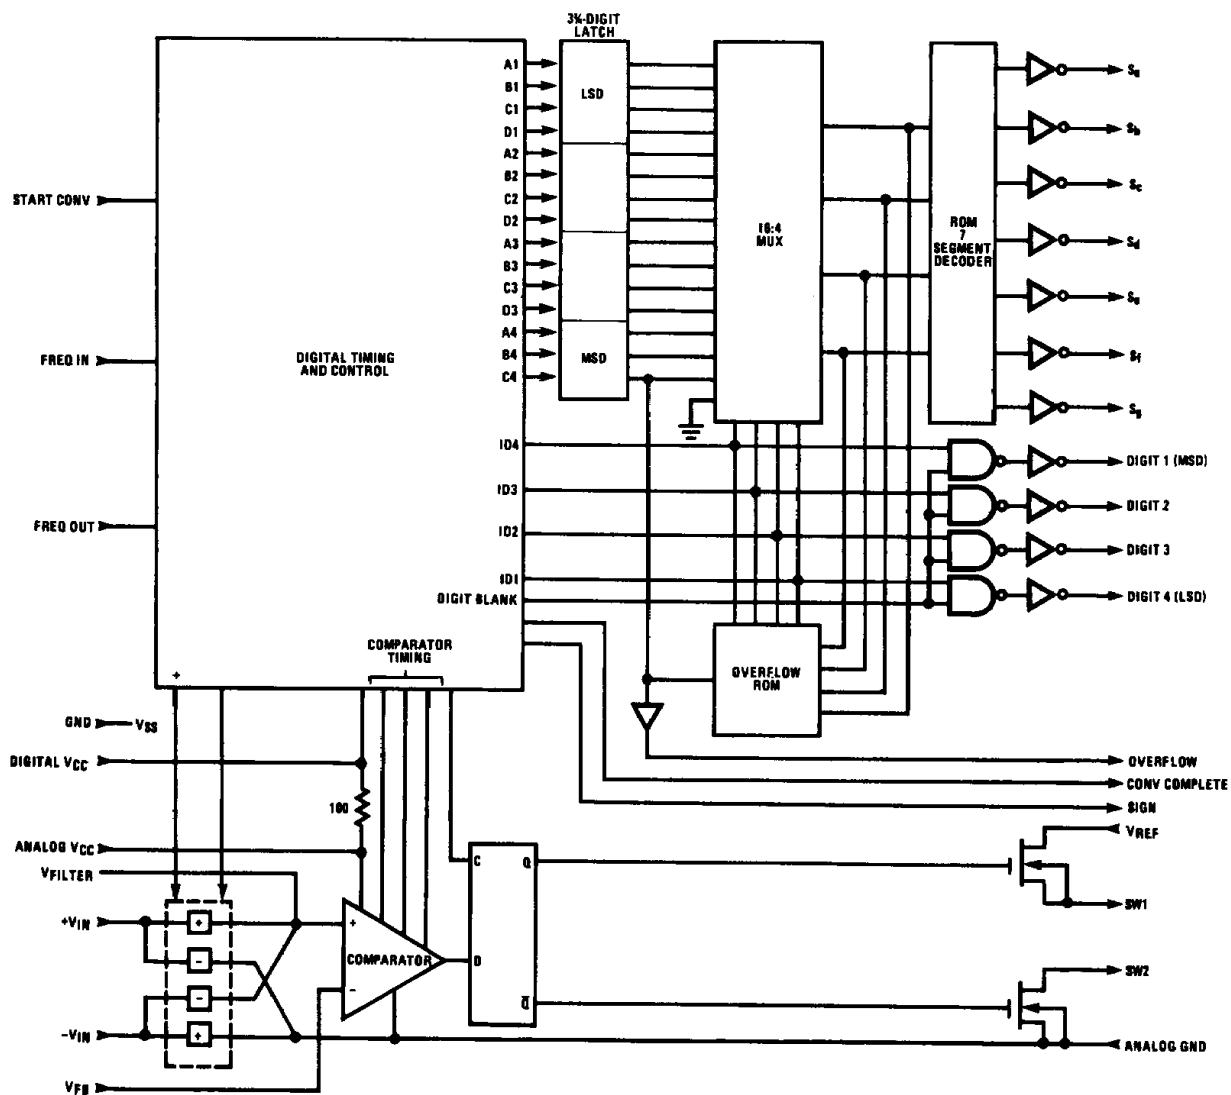 3¾-DIGIT
LATCH
A1
B1
C1
D1
A2
B2
C2
D2
A3
B3
C3
D3
A4
B4
C4
LSD
MSD
16:4
MUX
ROM
7
SEGMENT
DECODER
Sa
Sb
Sc
Sd
Se
Sf
Sg
START CONV
FREQ IN
FREQ OUT
DIGITAL TIMING
AND CONTROL
ID4
ID3
ID2
ID1
DIGIT BLANK
DIGIT 1 (MSD)
DIGIT 2
DIGIT 3
DIGIT 4 (LSD)
COMPARATOR
TIMING
OVERFLOW
ROM
+
GND
VSS
DIGITAL VCC
100
ANALOG VCC
VFILTER
+VIN
-VIN
VFB
+
-
-
+
+
COMPARATOR
-
C
Q
D
Q
OVERFLOW
CONV COMPLETE
SIGN
VREF
SW1
SW2
ANALOG GND